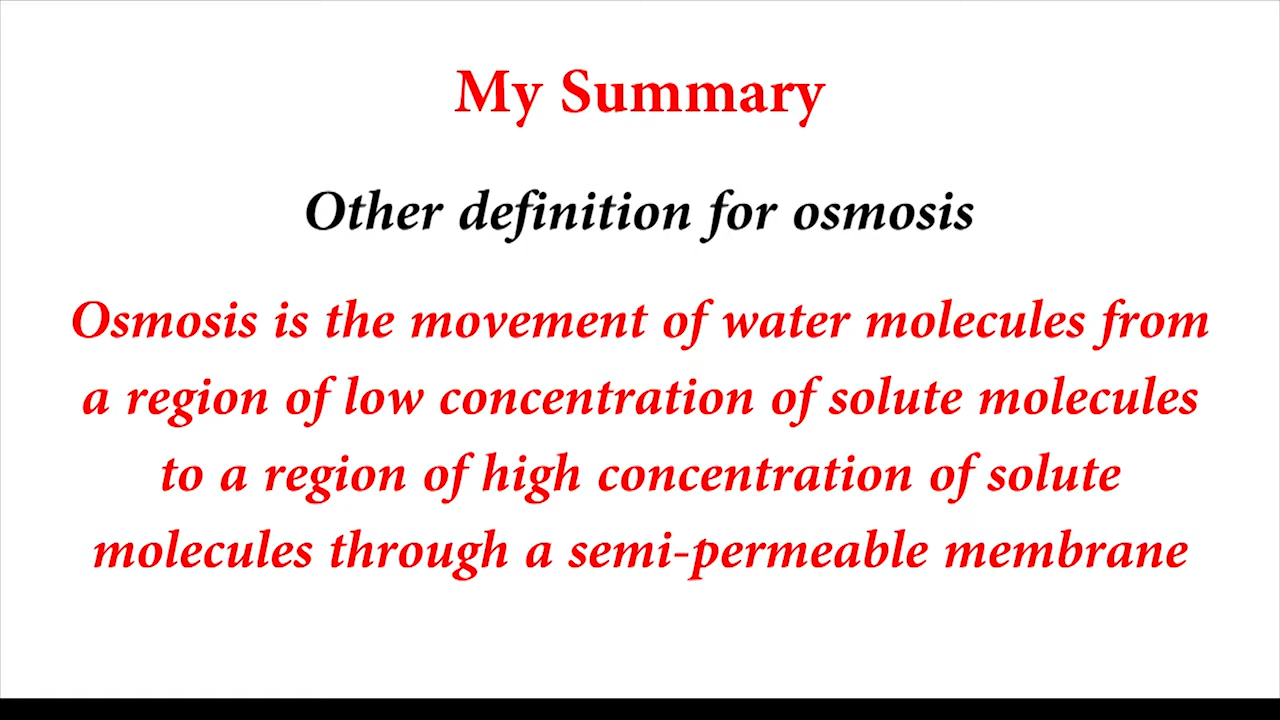 My Summary
Other definition for osmosis
Osmosis is the movement of water molecules from
a region of low concentration of solute molecules
to a region of high concentration of solute
molecules through a semi-permeable membrane